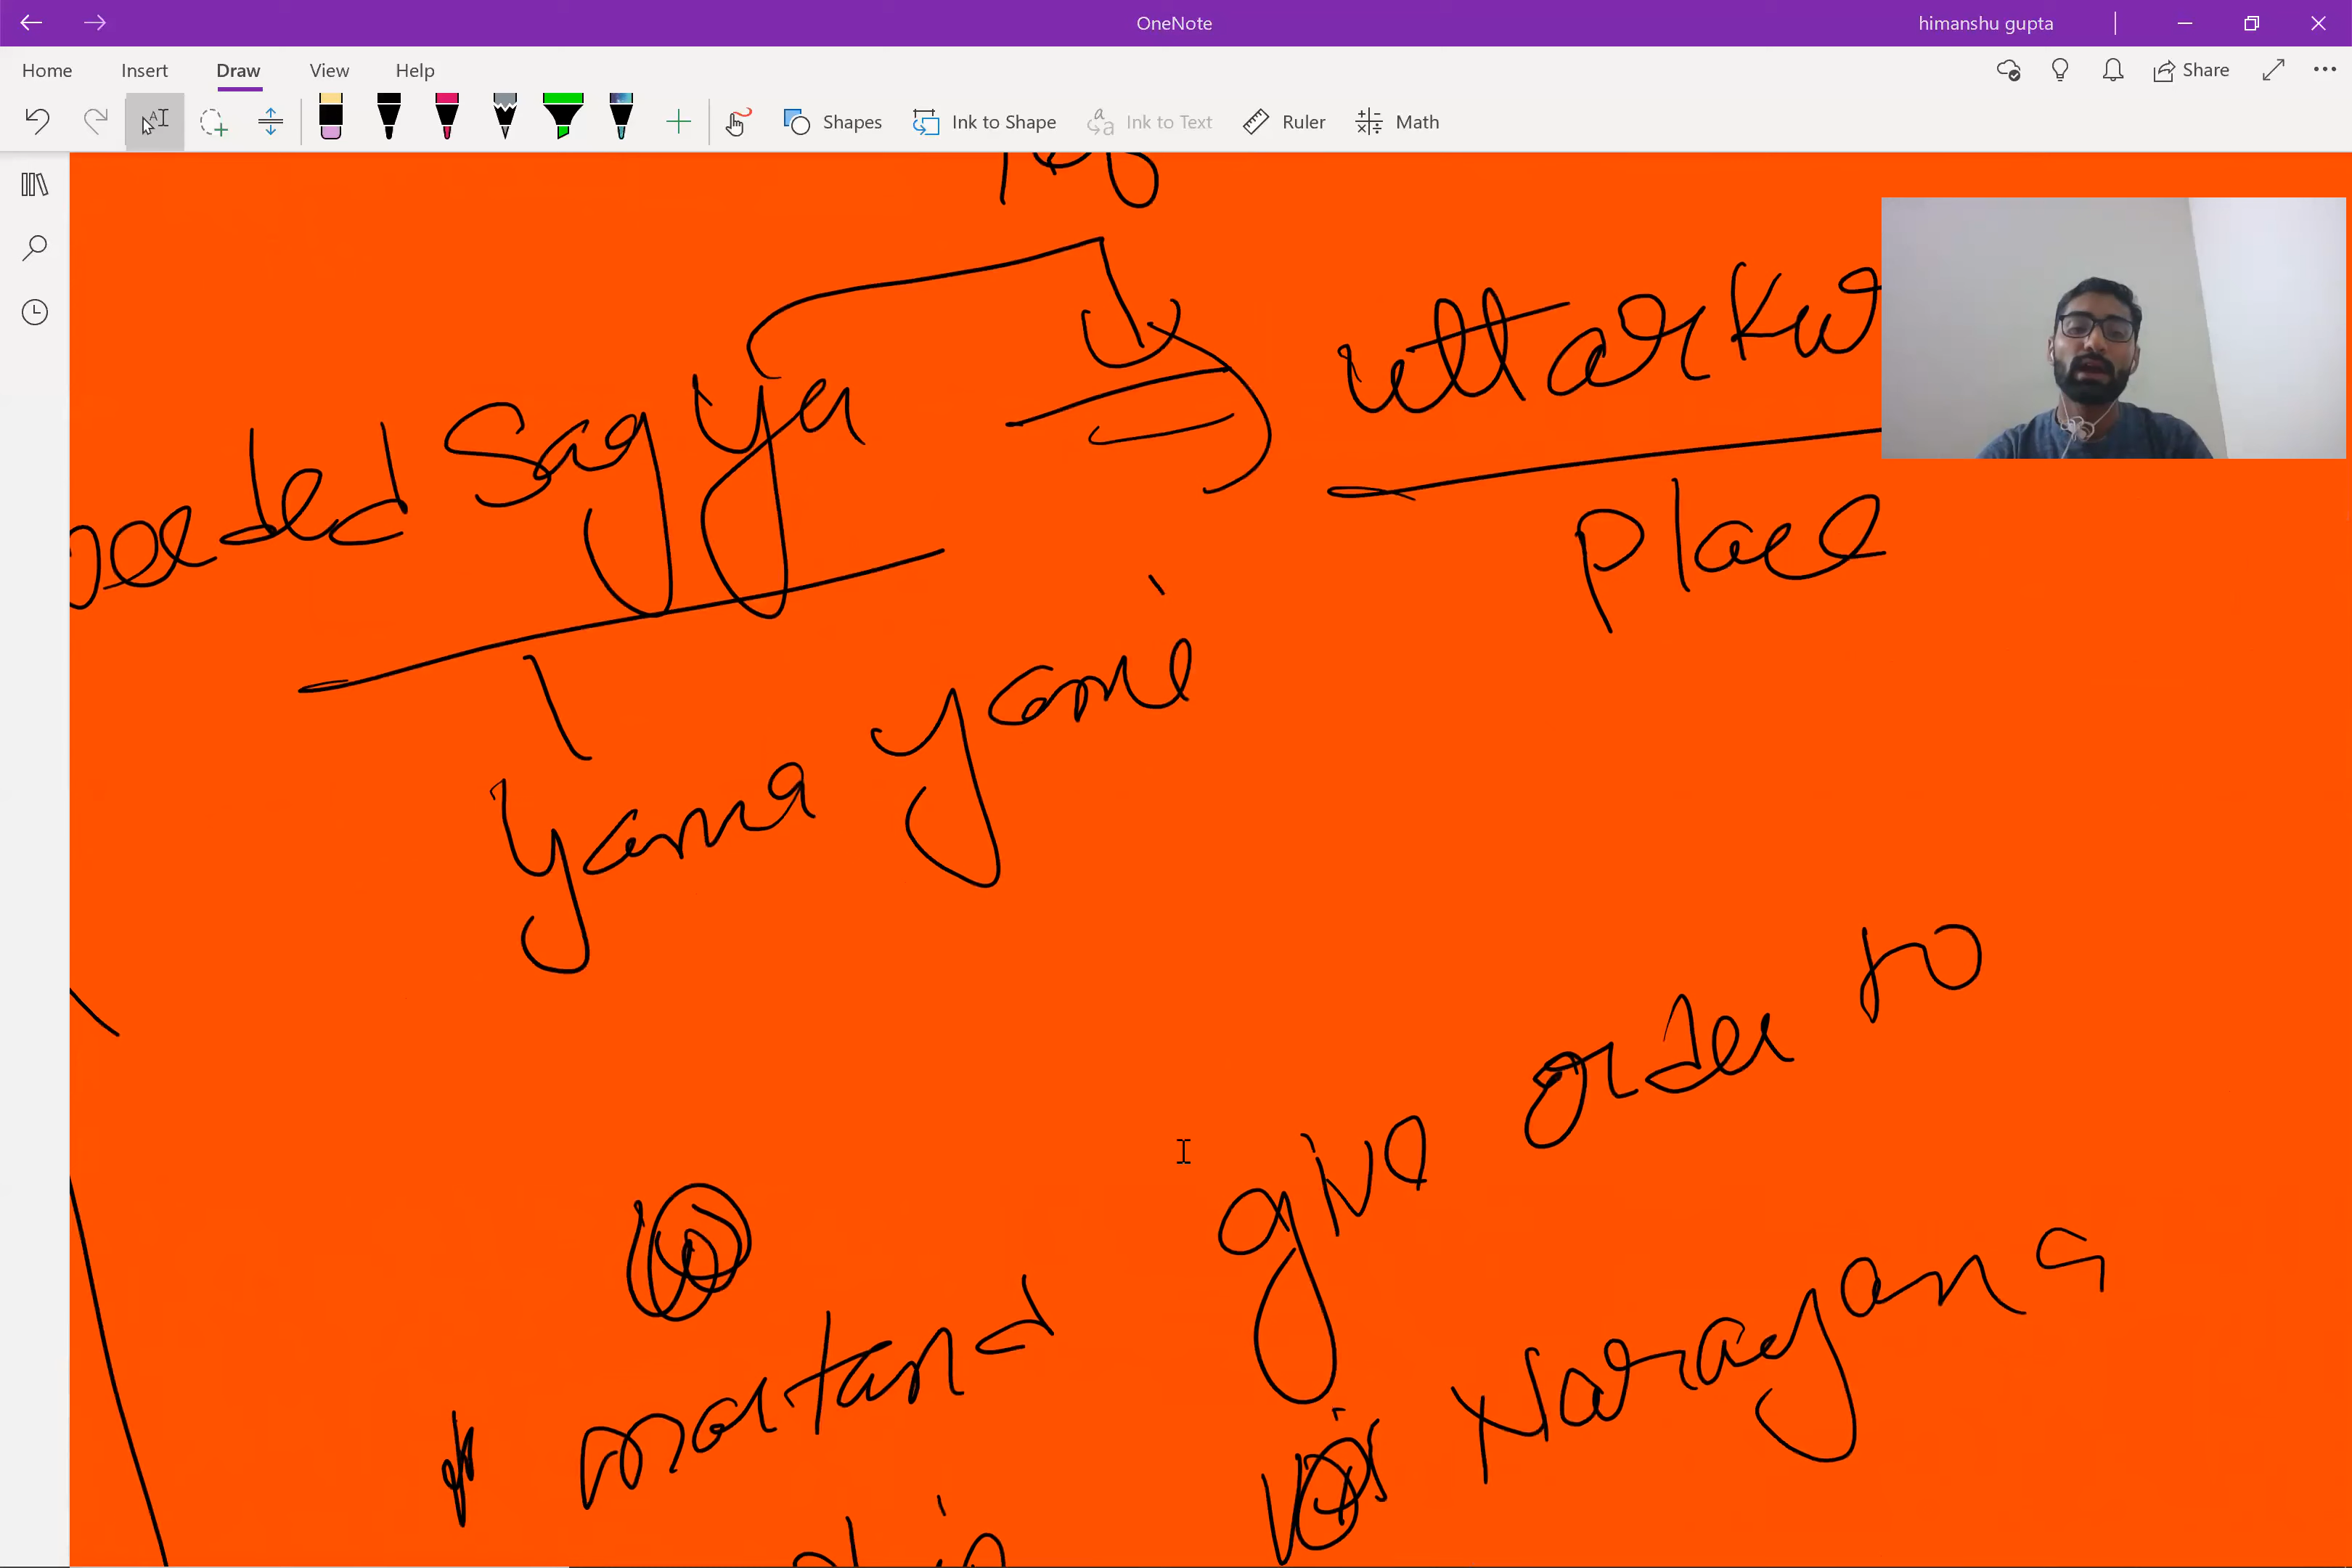 OneNote
himanshu gupta
Home Insert Draw View Help
Share
Shapes Ink to Shape Ink to Text Ruler Math
Sagya
uttarku
Place
Yama Yami
give order to
martand
Narayana